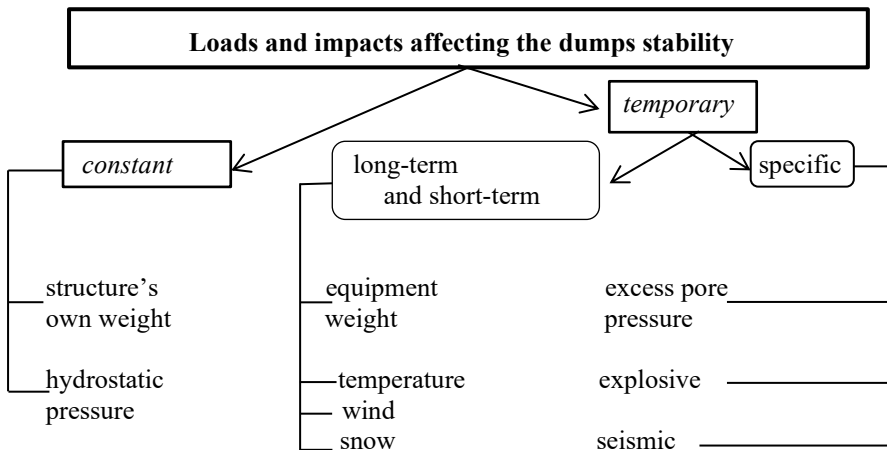 Loads and impacts affecting the dumps stability
temporary
constant
long-term
and short-term
specific
structure’s
own weight
hydrostatic
pressure
equipment
weight
temperature
wind
snow
excess pore
pressure
explosive
seismic